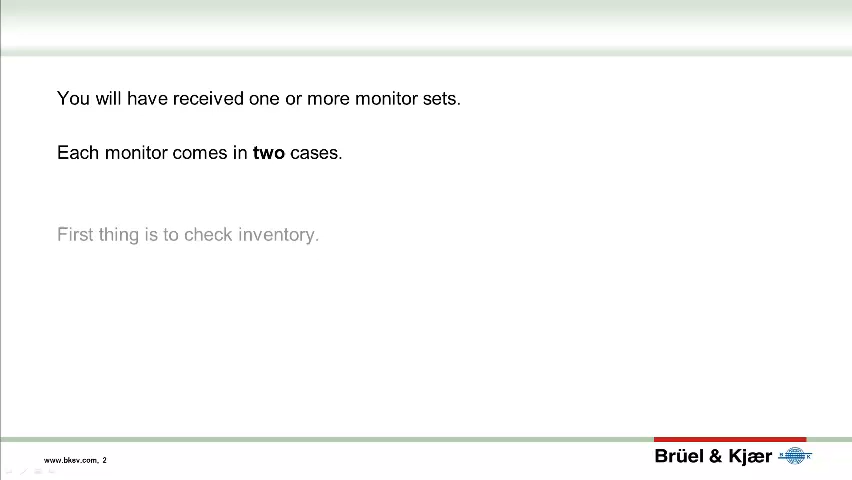 You will have received one or more monitor sets.
Each monitor comes in two cases.
First thing is to check inventory.
www.bksv.com, 2
Brüel & Kjær